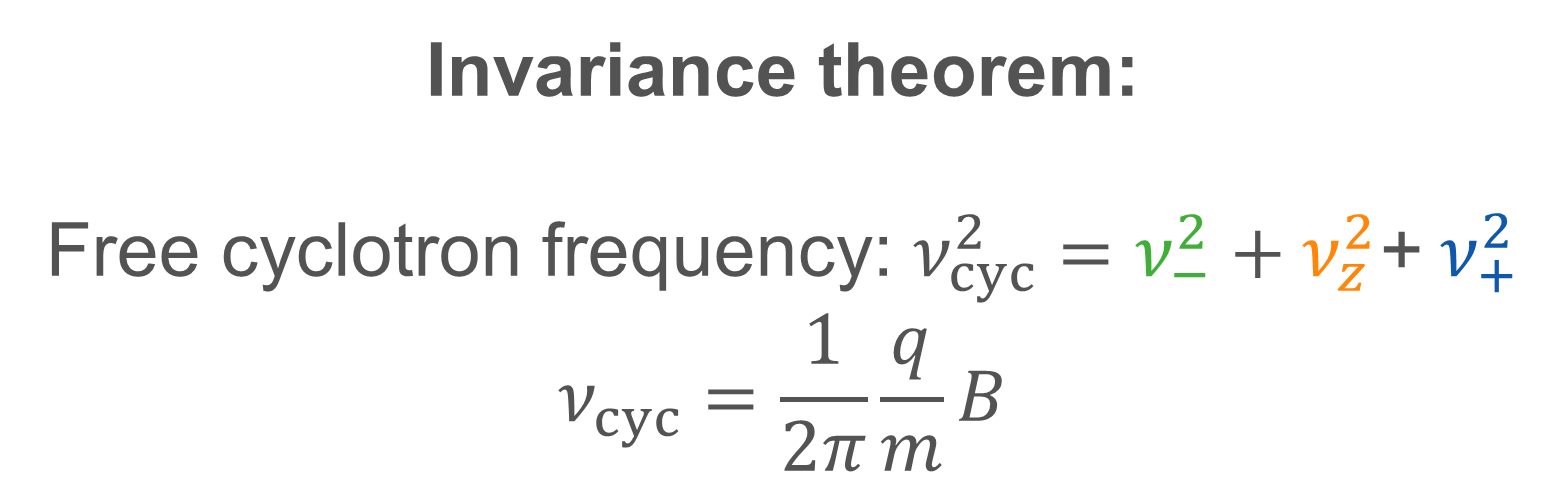 Invariance theorem:
Free cyclotron frequency: ν²_cyc = ν²_− + ν²_z + ν²_+
ν_cyc = 1/2π q/m B